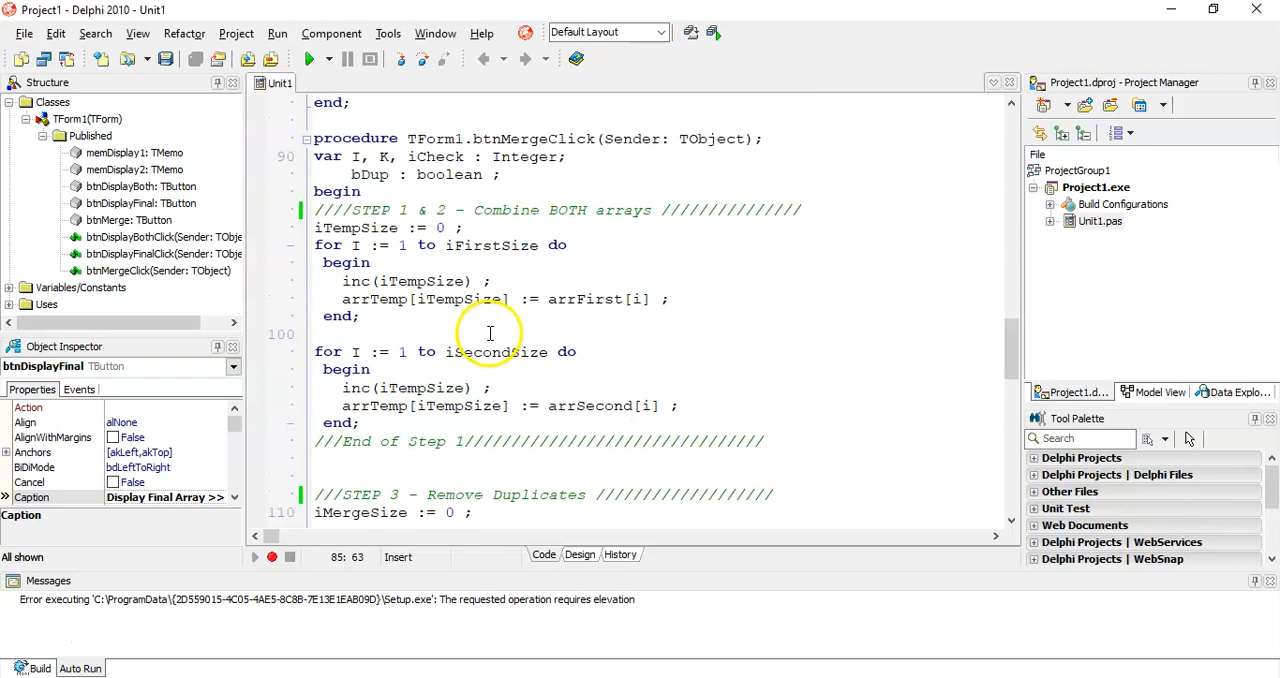 Project1 - Delphi 2010 - Unit1
File Edit Search View Refactor Project Run Component Tools Window Help
Default Layout
Structure
Classes
TForm1(TForm)
Published
memDisplay1: TMemo
memDisplay2: TMemo
btnDisplayBoth: TButton
btnDisplayFinal: TButton
btnMerge: TButton
btnDisplayBothClick(Sender: TObje
btnDisplayFinalClick(Sender: TObje
btnMergeClick(Sender: TObject)
Variables/Constants
Uses
Object Inspector
btnDisplayFinal TButton
Properties Events
Action
Align alNone
AlignWithMargins False
Anchors [akLeft,akTop]
BiDiMode bdLeftToRight
Cancel False
Caption Display Final Array >>
Caption
All shown
Unit1
end;
procedure TForm1.btnMergeClick(Sender: TObject);
90 var I, K, iCheck : Integer;
bDup : boolean ;
begin
////STEP 1 & 2 - Combine BOTH arrays ///////////////
iTempSize := 0 ;
for I := 1 to iFirstSize do
begin
inc(iTempSize) ;
arrTemp[iTempSize] := arrFirst[i] ;
end;
100
for I := 1 to iSecondSize do
begin
inc(iTempSize) ;
arrTemp[iTempSize] := arrSecond[i] ;
end;
///End of Step 1////////////////////////////////
///STEP 3 - Remove Duplicates ///////////////////
110 iMergeSize := 0 ;
85: 63 Insert
Code Design History
Project1.dproj - Project Manager
File
ProjectGroup1
Project1.exe
Build Configurations
Unit1.pas
Project1.d... Model View Data Explo...
Tool Palette
Search
Delphi Projects
Delphi Projects | Delphi Files
Other Files
Unit Test
Web Documents
Delphi Projects | WebServices
Delphi Projects | WebSnap
Messages
Error executing 'C:\ProgramData\{2D559015-4C05-4AE5-8C8B-7E13E1EAB09D}\Setup.exe': The requested operation requires elevation
Build Auto Run